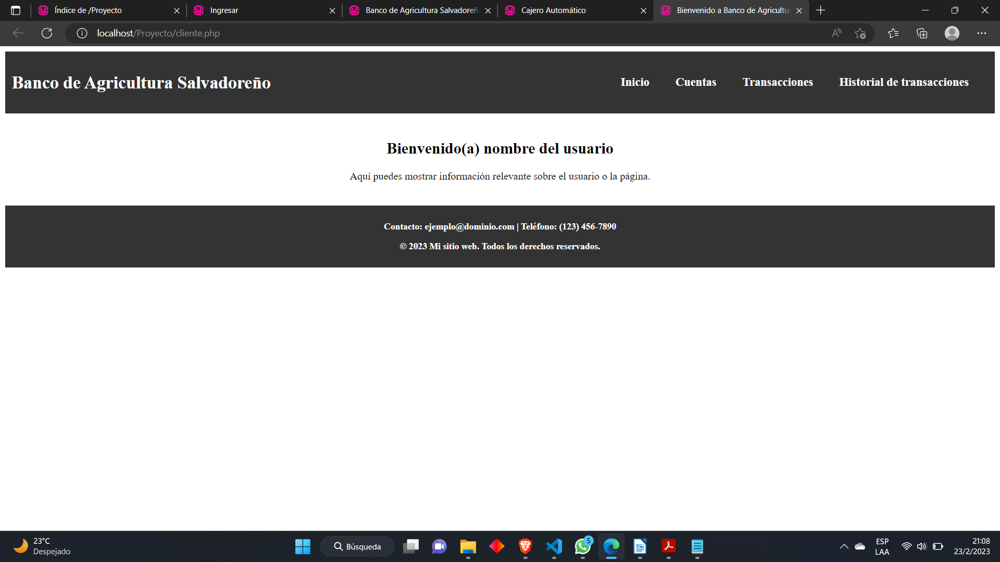 Índice de /Proyecto
Ingresar
Banco de Agricultura Salvadoreñ
Cajero Automático
Bienvenido a Banco de Agricultu
localhost/Proyecto/cliente.php
Banco de Agricultura Salvadoreño
Inicio Cuentas Transacciones Historial de transacciones
Bienvenido(a) nombre del usuario
Aquí puedes mostrar información relevante sobre el usuario o la página.
Contacto: ejemplo@dominio.com | Teléfono: (123) 456-7890
© 2023 Mi sitio web. Todos los derechos reservados.
23°C
Despejado
Búsqueda
5
ESP
LAA
21:08
23/2/2023